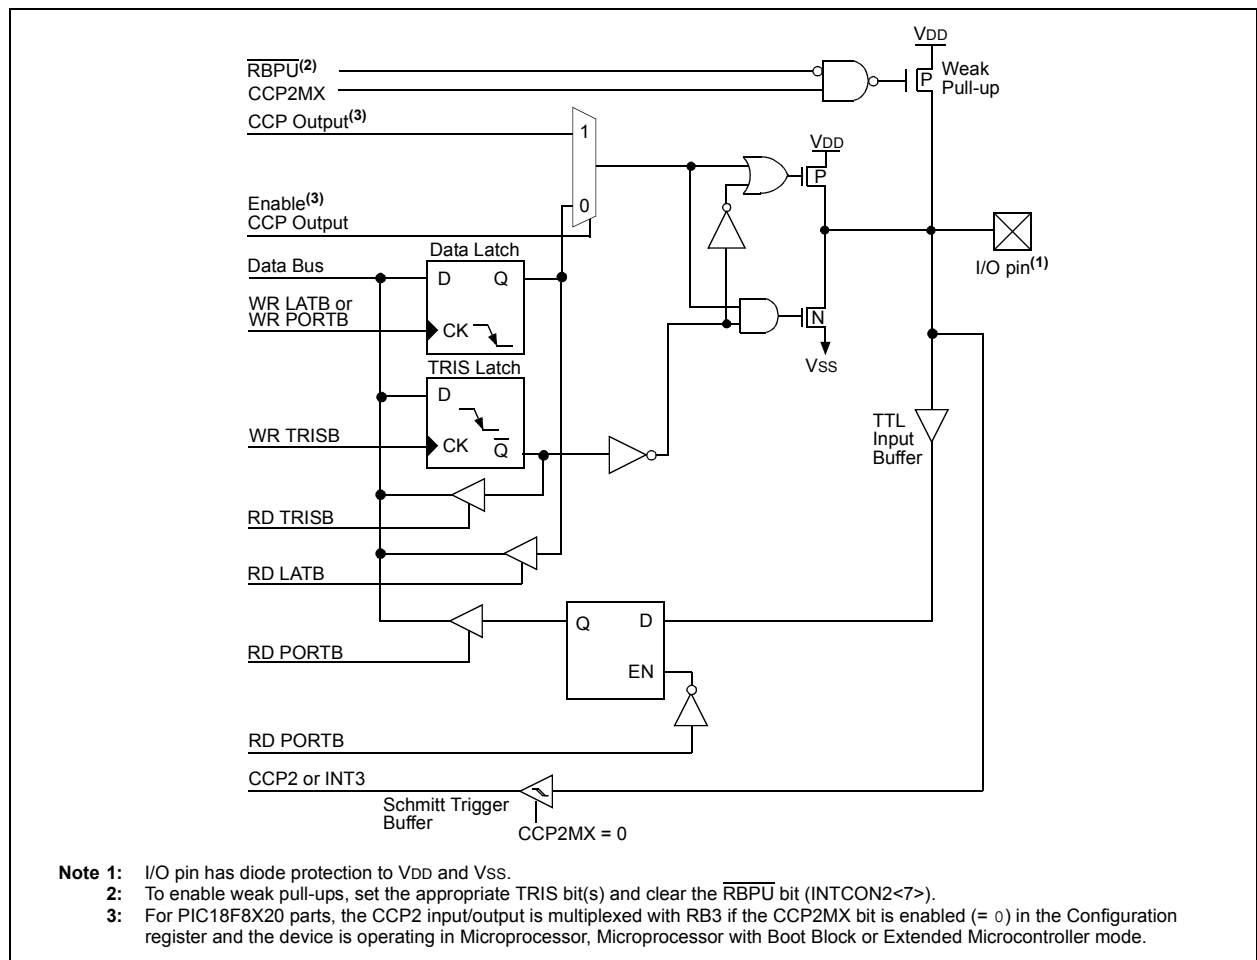 VDD
RBPU(2)
CCP2MX
P
Weak
Pull-up
CCP Output(3)
1
VDD
P
Enable(3)
CCP Output
0
I/O pin(1)
Data Latch
Data Bus
D Q
WR LATB or
WR PORTB
CK
N
VSS
TRIS Latch
D
WR TRISB
CK Q
TTL
Input
Buffer
RD TRISB
RD LATB
Q D
RD PORTB
EN
RD PORTB
CCP2 or INT3
Schmitt Trigger
Buffer
CCP2MX = 0
Note 1: I/O pin has diode protection to VDD and VSS.
2: To enable weak pull-ups, set the appropriate TRIS bit(s) and clear the RBPU bit (INTCON2<7>).
3: For PIC18F8X20 parts, the CCP2 input/output is multiplexed with RB3 if the CCP2MX bit is enabled (= 0) in the Configuration
register and the device is operating in Microprocessor, Microprocessor with Boot Block or Extended Microcontroller mode.